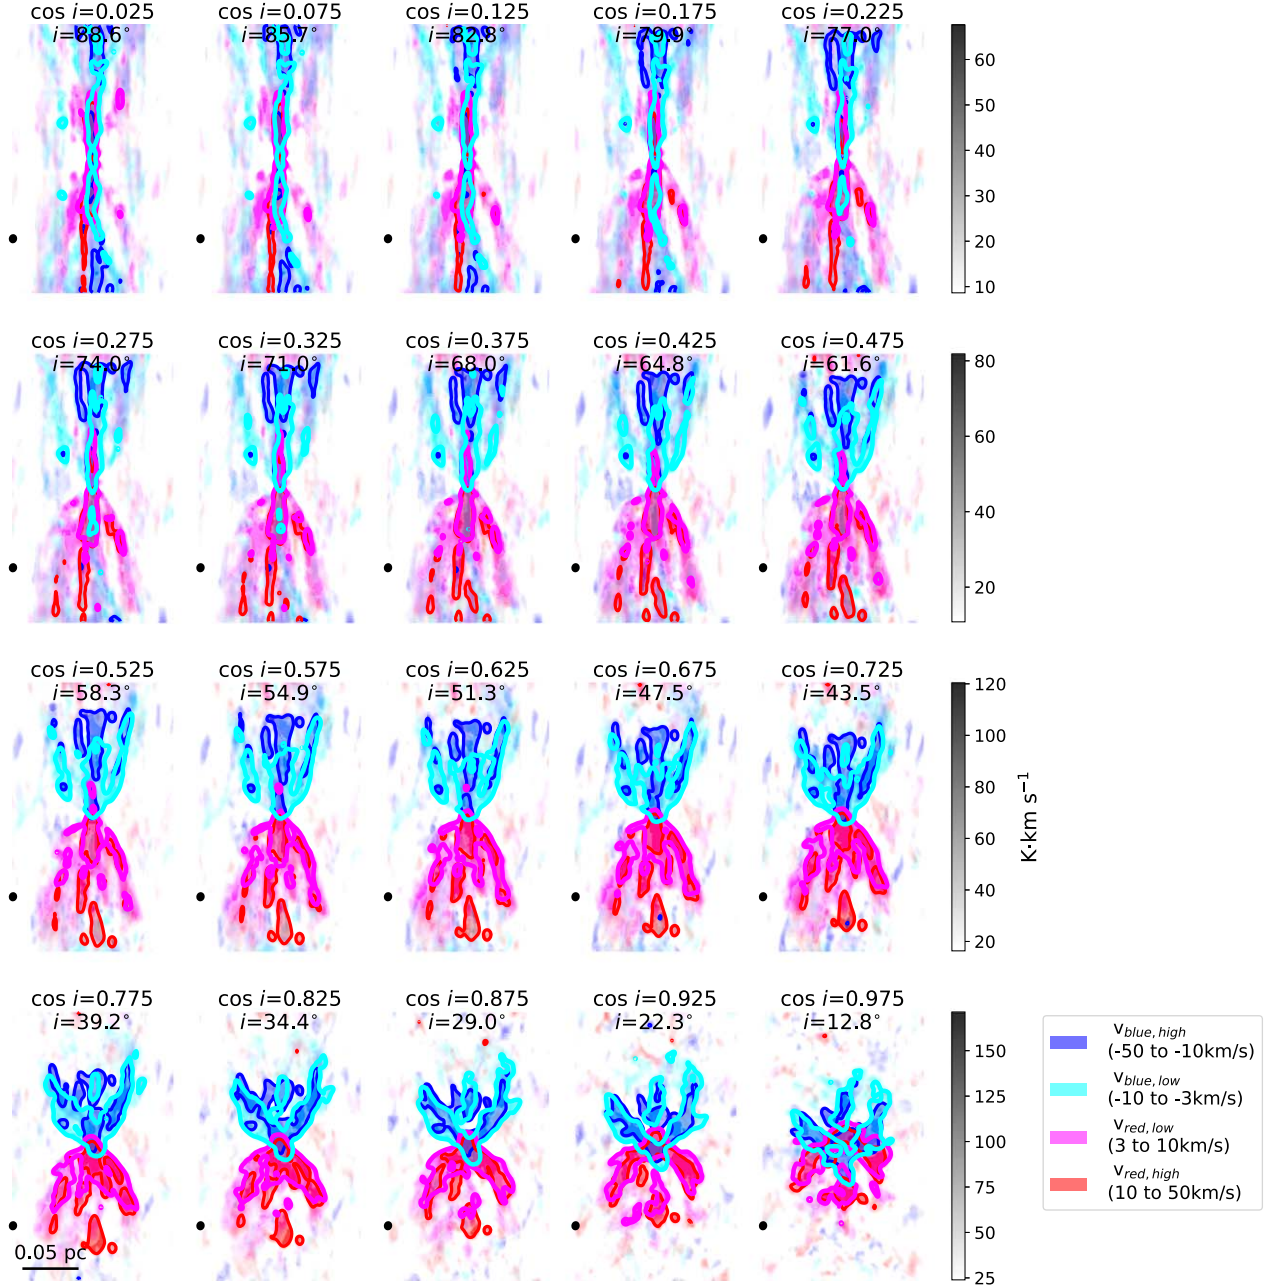 cos i=0.025 cos i=0.075 cos i=0.125 cos i=0.175 cos i=0.225
i=88.6° i=85.7° i=82.8° i=79.9° i=77.0°
60
50
40
30
20
10
cos i=0.275 cos i=0.325 cos i=0.375 cos i=0.425 cos i=0.475
i=74.0° i=71.0° i=68.0° i=64.8° i=61.6°
80
60
40
20
cos i=0.525 cos i=0.575 cos i=0.625 cos i=0.675 cos i=0.725
i=58.3° i=54.9° i=51.3° i=47.5° i=43.5°
120
100
80
60
40
20
K·km s⁻¹
cos i=0.775 cos i=0.825 cos i=0.875 cos i=0.925 cos i=0.975
i=39.2° i=34.4° i=29.0° i=22.3° i=12.8°
150
125
100
75
50
25
0.05 pc
v_blue,high
(-50 to -10km/s)
v_blue,low
(-10 to -3km/s)
v_red,low
(3 to 10km/s)
v_red,high
(10 to 50km/s)